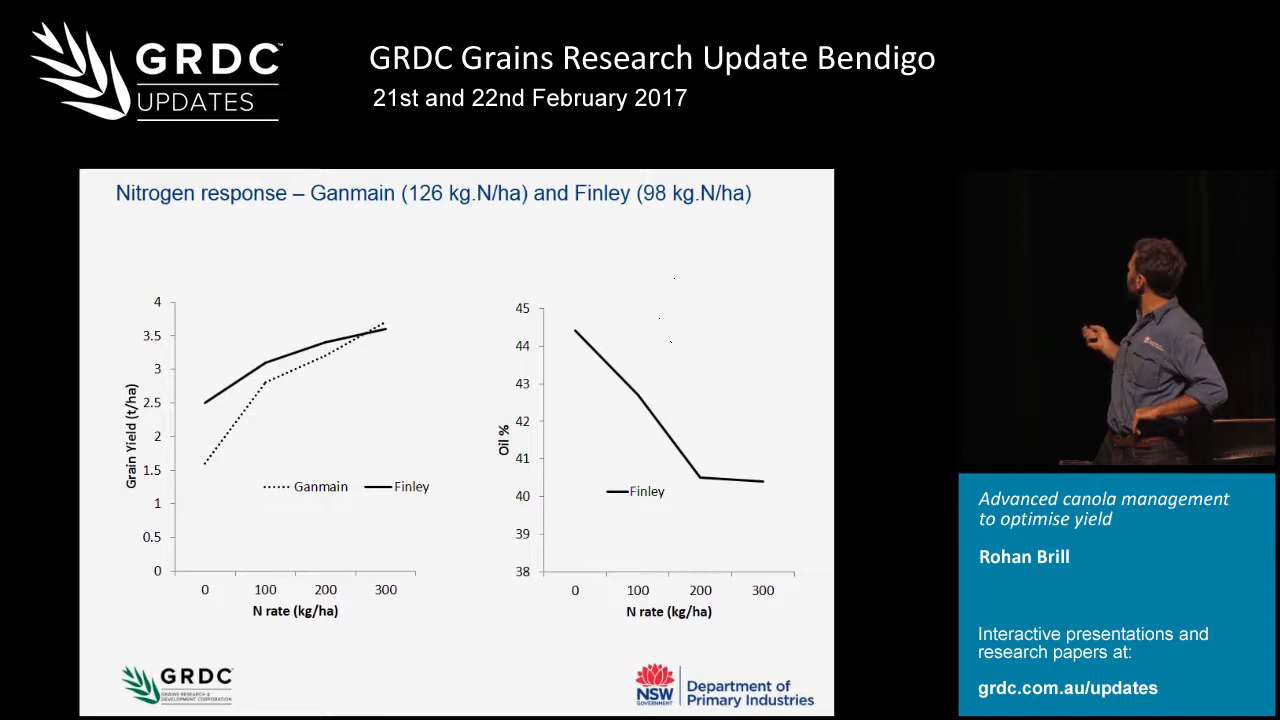 GRDC™
UPDATES
GRDC Grains Research Update Bendigo
21st and 22nd February 2017
Nitrogen response – Ganmain (126 kg.N/ha) and Finley (98 kg.N/ha)
Grain Yield (t/ha)
4
3.5
3
2.5
2
1.5
1
0.5
0
0 100 200 300
N rate (kg/ha)
Ganmain Finley
Oil %
45
44
43
42
41
40
39
38
0 100 200 300
N rate (kg/ha)
Finley
GRDC
GRAINS RESEARCH &
DEVELOPMENT CORPORATION
NSW
GOVERNMENT
Department of
Primary Industries
Advanced canola management
to optimise yield
Rohan Brill
Interactive presentations and
research papers at:
grdc.com.au/updates